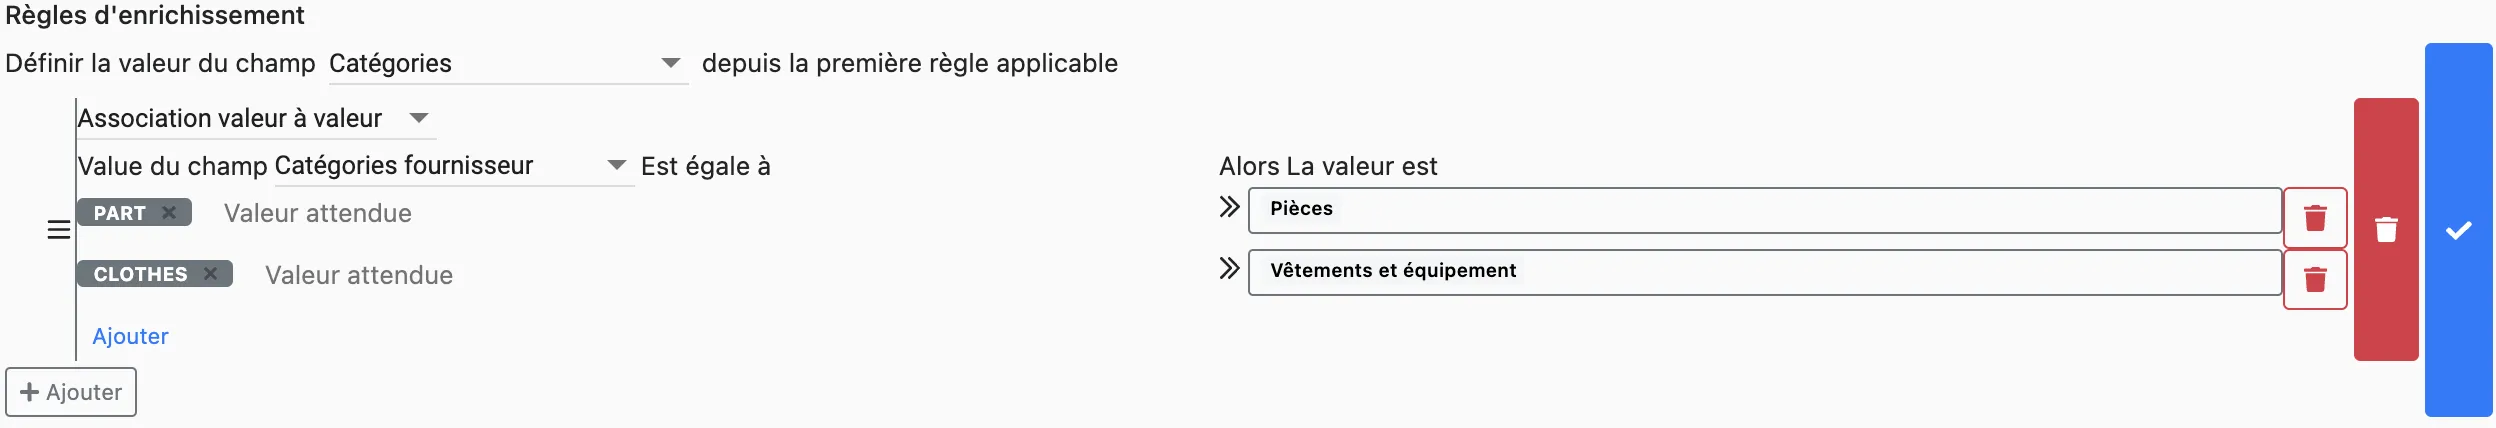 Règles d'enrichissement
Définir la valeur du champ Catégories depuis la première règle applicable
Association valeur à valeur
Value du champ Catégories fournisseur Est égale à Alors La valeur est
PART Valeur attendue Pièces
CLOTHES Valeur attendue Vêtements et équipement
Ajouter
Ajouter